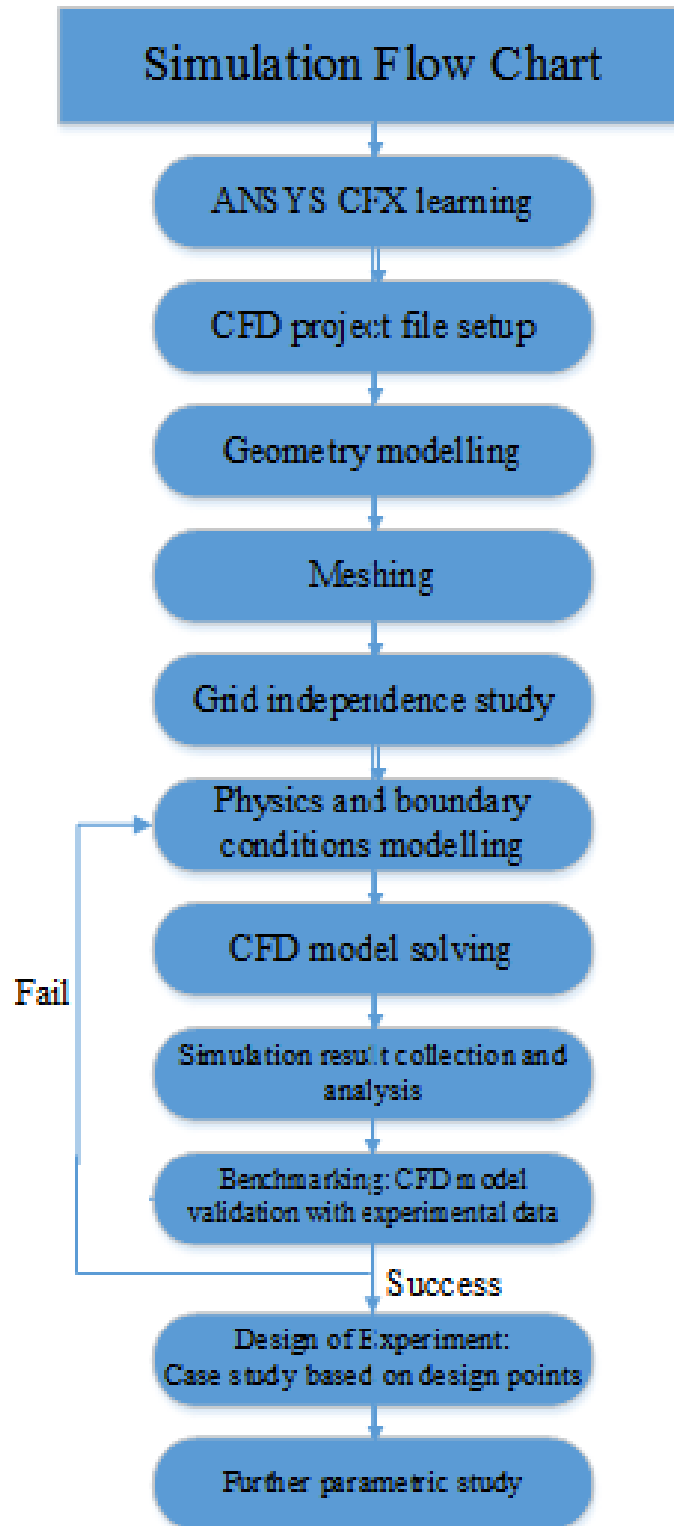 Simulation Flow Chart
ANSYS CFX learning
CFD project file setup
Geometry modelling
Meshing
Grid independence study
Physics and boundary
conditions modelling
CFD model solving
Fail
Simulation result collection and
analysis
Benchmarking: CFD model
validation with experimental data
Success
Design of Experiment:
Case study based on design points
Further parametric study